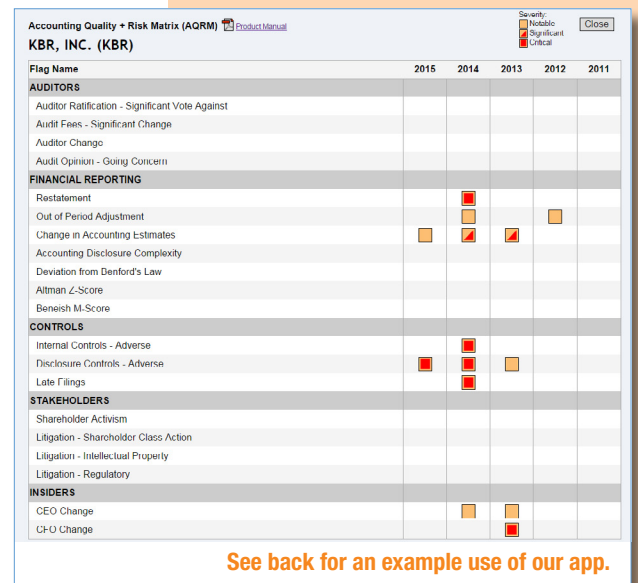 Accounting Quality + Risk Matrix (AQRM) Product Manual
KBR, INC. (KBR)
Severity:
Notable
Significant
Critical
Close
Flag Name 2015 2014 2013 2012 2011
AUDITORS
Auditor Ratification - Significant Vote Against
Audit Fees - Significant Change
Auditor Change
Audit Opinion - Going Concern
FINANCIAL REPORTING
Restatement
Out of Period Adjustment
Change in Accounting Estimates
Accounting Disclosure Complexity
Deviation from Benford's Law
Altman Z-Score
Beneish M-Score
CONTROLS
Internal Controls - Adverse
Disclosure Controls - Adverse
Late Filings
STAKEHOLDERS
Shareholder Activism
Litigation - Shareholder Class Action
Litigation - Intellectual Property
Litigation - Regulatory
INSIDERS
CEO Change
CFO Change
See back for an example use of our app.